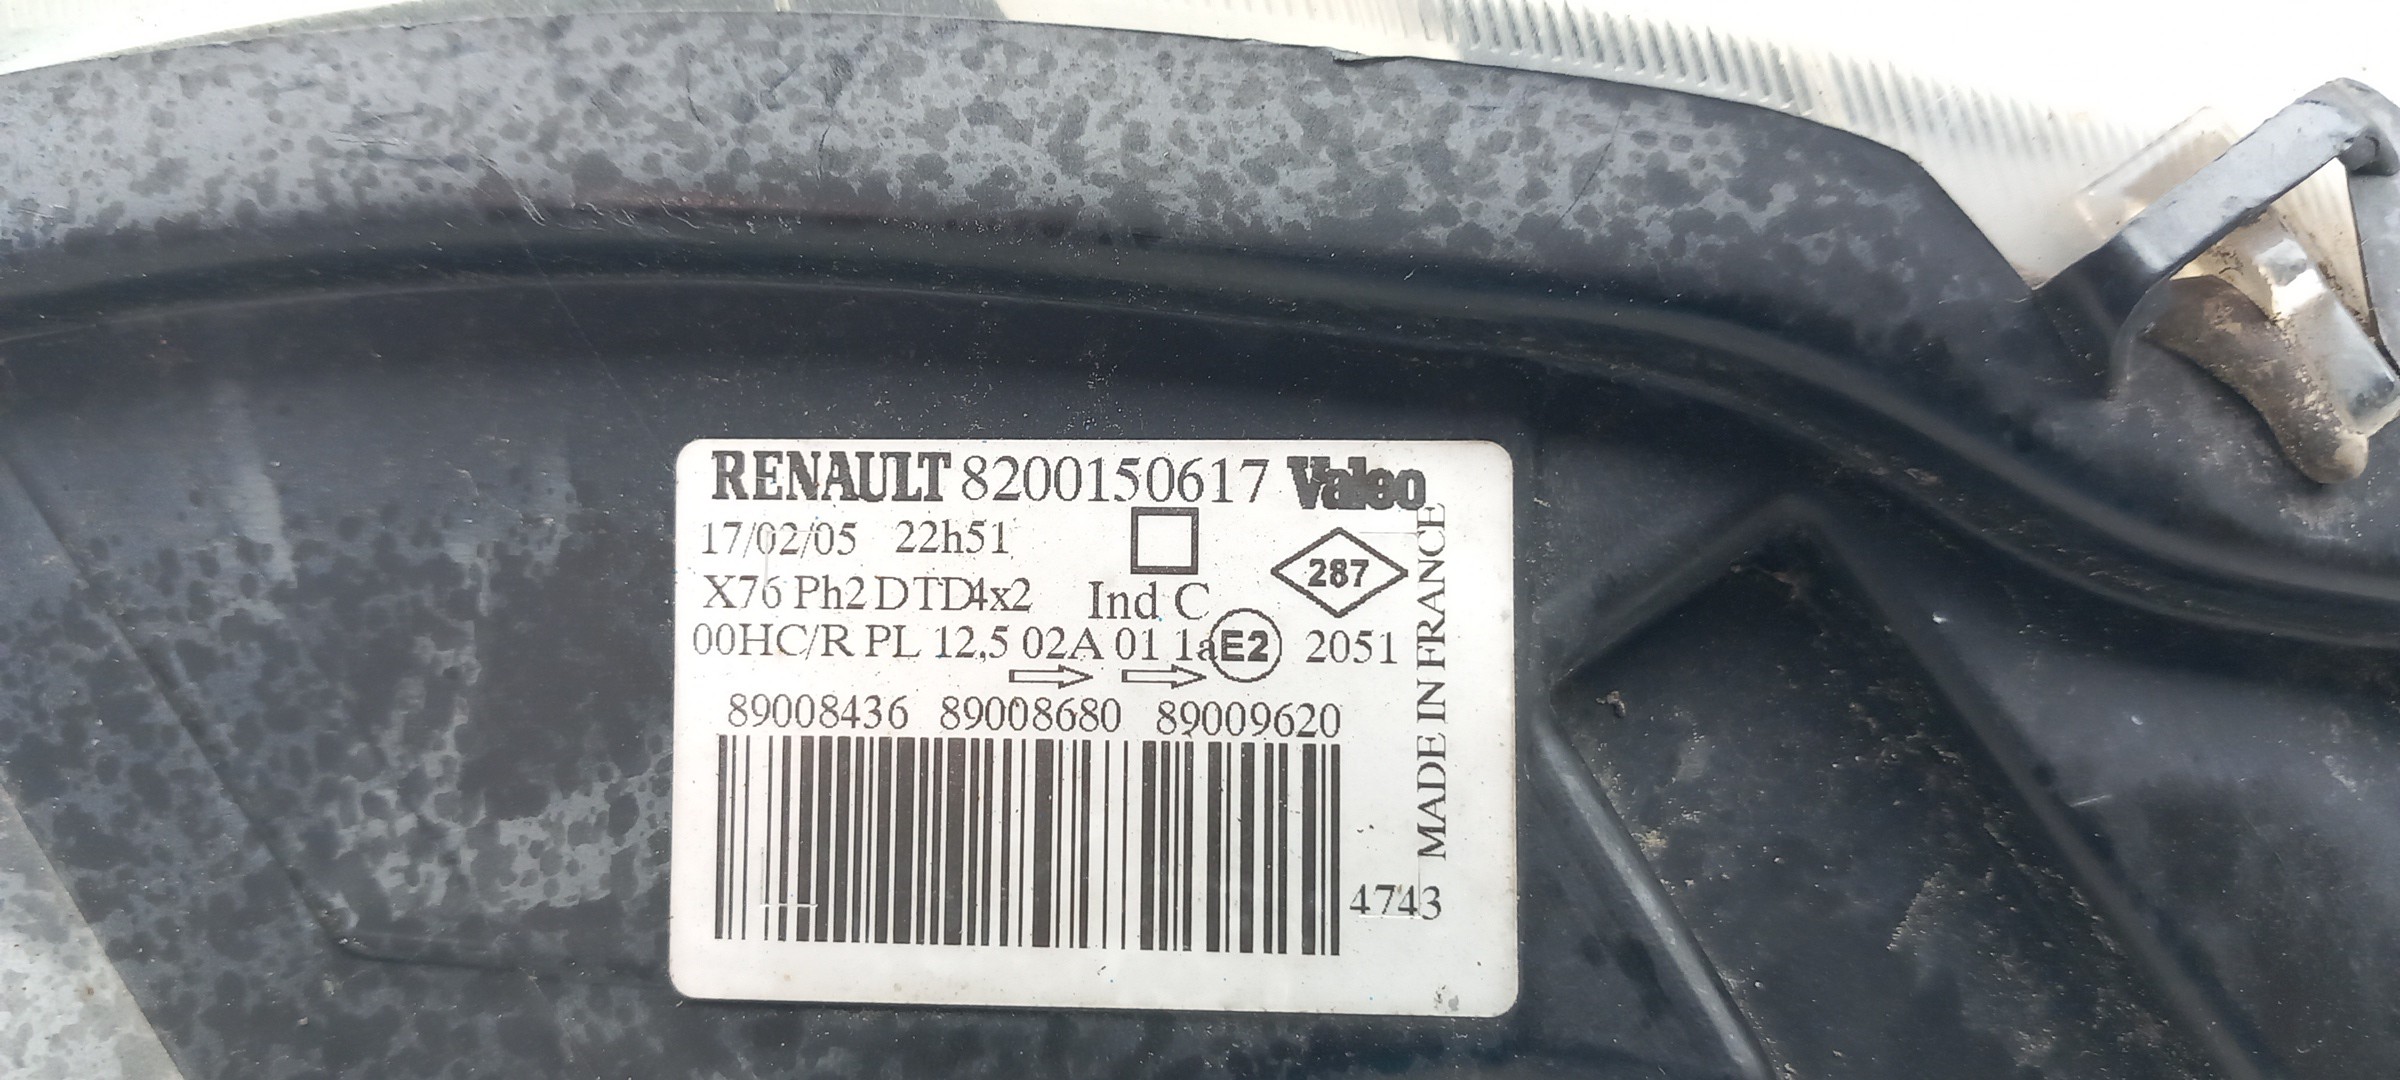 RENAULT 8200150617 Valeo
17/02/05 22h51
287
X76 Ph2 DTD4x2 Ind C
00HC/R PL 12,5 02A 01 1a E2 2051
89008436 89008680 89009620
4743
MADE IN FRANCE